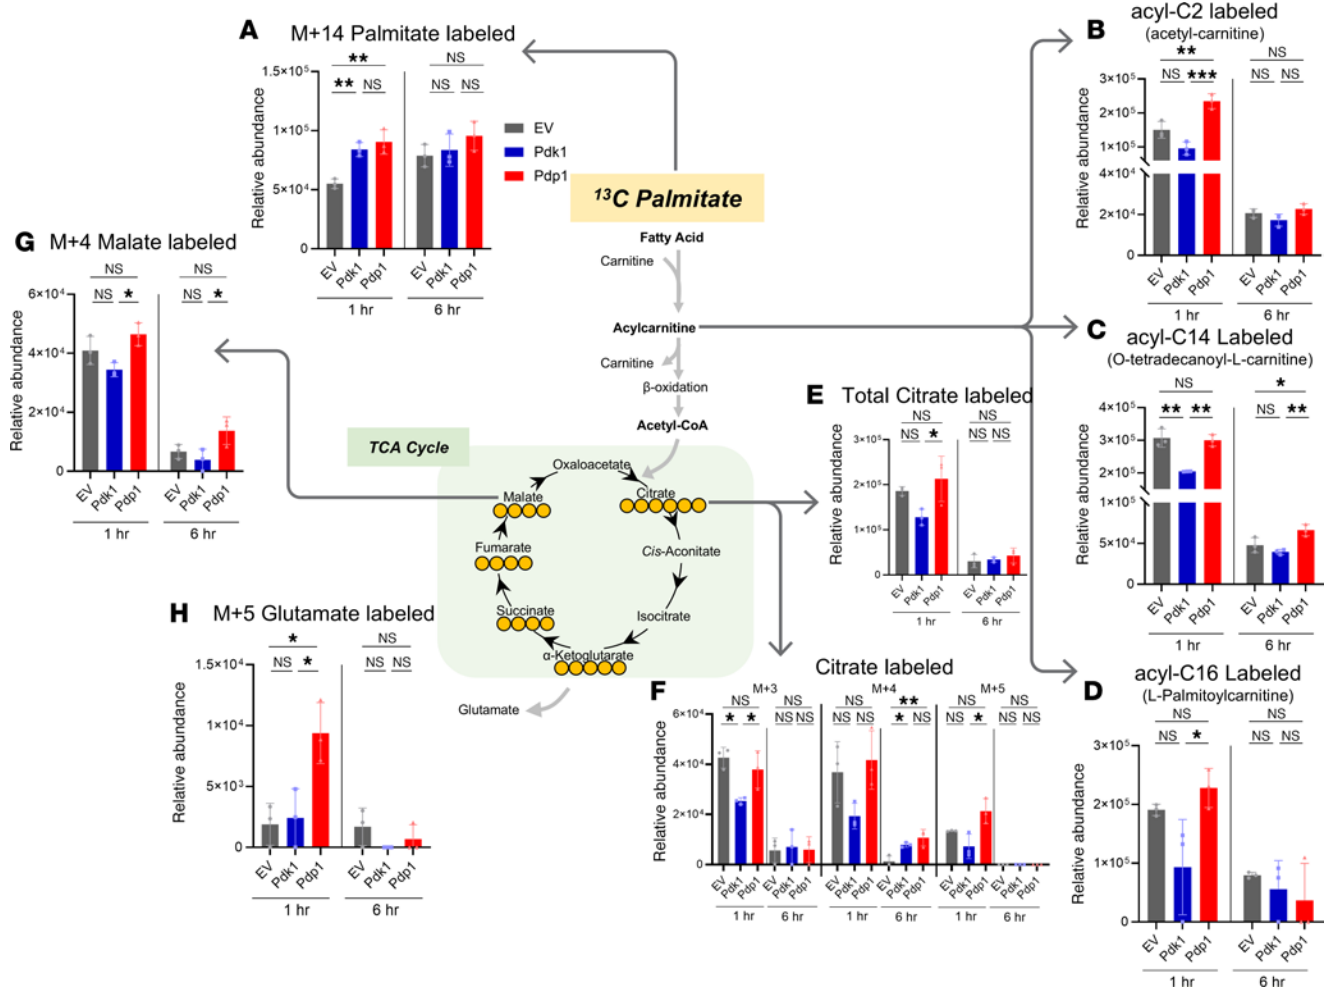 A
M+14 Palmitate labeled
**
NS
** NS
NS NS
1.5×10⁵
1×10⁵
5×10⁴
0
Relative abundance
EV Pdk1 Pdp1
EV Pdk1 Pdp1
1 hr
6 hr
EV
Pdk1
Pdp1
B
acyl-C2 labeled
(acetyl-carnitine)
**
NS
NS ***
NS NS
3×10⁵
2×10⁵
1×10⁵
4×10⁴
2×10⁴
0
Relative abundance
EV Pdk1 Pdp1
EV Pdk1 Pdp1
1 hr
6 hr
¹³C Palmitate
Fatty Acid
Carnitine
Acylcarnitine
Carnitine
β-oxidation
Acetyl-CoA
TCA Cycle
Oxaloacetate
Citrate
Cis-Aconitate
Isocitrate
α-Ketoglutarate
Succinate
Fumarate
Malate
Glutamate
G
M+4 Malate labeled
NS
NS
NS *
NS *
6×10⁴
4×10⁴
2×10⁴
0
Relative abundance
EV Pdk1 Pdp1
EV Pdk1 Pdp1
1 hr
6 hr
C
acyl-C14 Labeled
(O-tetradecanoyl-L-carnitine)
NS
*
** **
NS **
4×10⁵
3×10⁵
2×10⁵
1×10⁵
5×10⁴
0
Relative abundance
EV Pdk1 Pdp1
EV Pdk1 Pdp1
1 hr
6 hr
E
Total Citrate labeled
NS
NS
NS *
NS NS
3×10⁵
2×10⁵
1×10⁵
0
Relative abundance
EV Pdk1 Pdp1
EV Pdk1 Pdp1
1 hr
6 hr
H
M+5 Glutamate labeled
*
NS
NS *
NS NS
1.5×10⁴
1×10⁴
5×10³
0
Relative abundance
EV Pdk1 Pdp1
EV Pdk1 Pdp1
1 hr
6 hr
F
Citrate labeled
M+3
M+4
M+5
NS NS NS ** NS NS
* * NS NS NS NS * NS NS * NS NS
6×10⁴
4×10⁴
2×10⁴
0
Relative abundance
EV Pdk1 Pdp1 EV Pdk1 Pdp1 EV Pdk1 Pdp1 EV Pdk1 Pdp1 EV Pdk1 Pdp1 EV Pdk1 Pdp1
1 hr 6 hr 1 hr 6 hr 1 hr 6 hr
D
acyl-C16 Labeled
(L-Palmitoylcarnitine)
NS
NS
NS *
NS NS
3×10⁵
2×10⁵
1×10⁵
0
Relative abundance
EV Pdk1 Pdp1
EV Pdk1 Pdp1
1 hr
6 hr